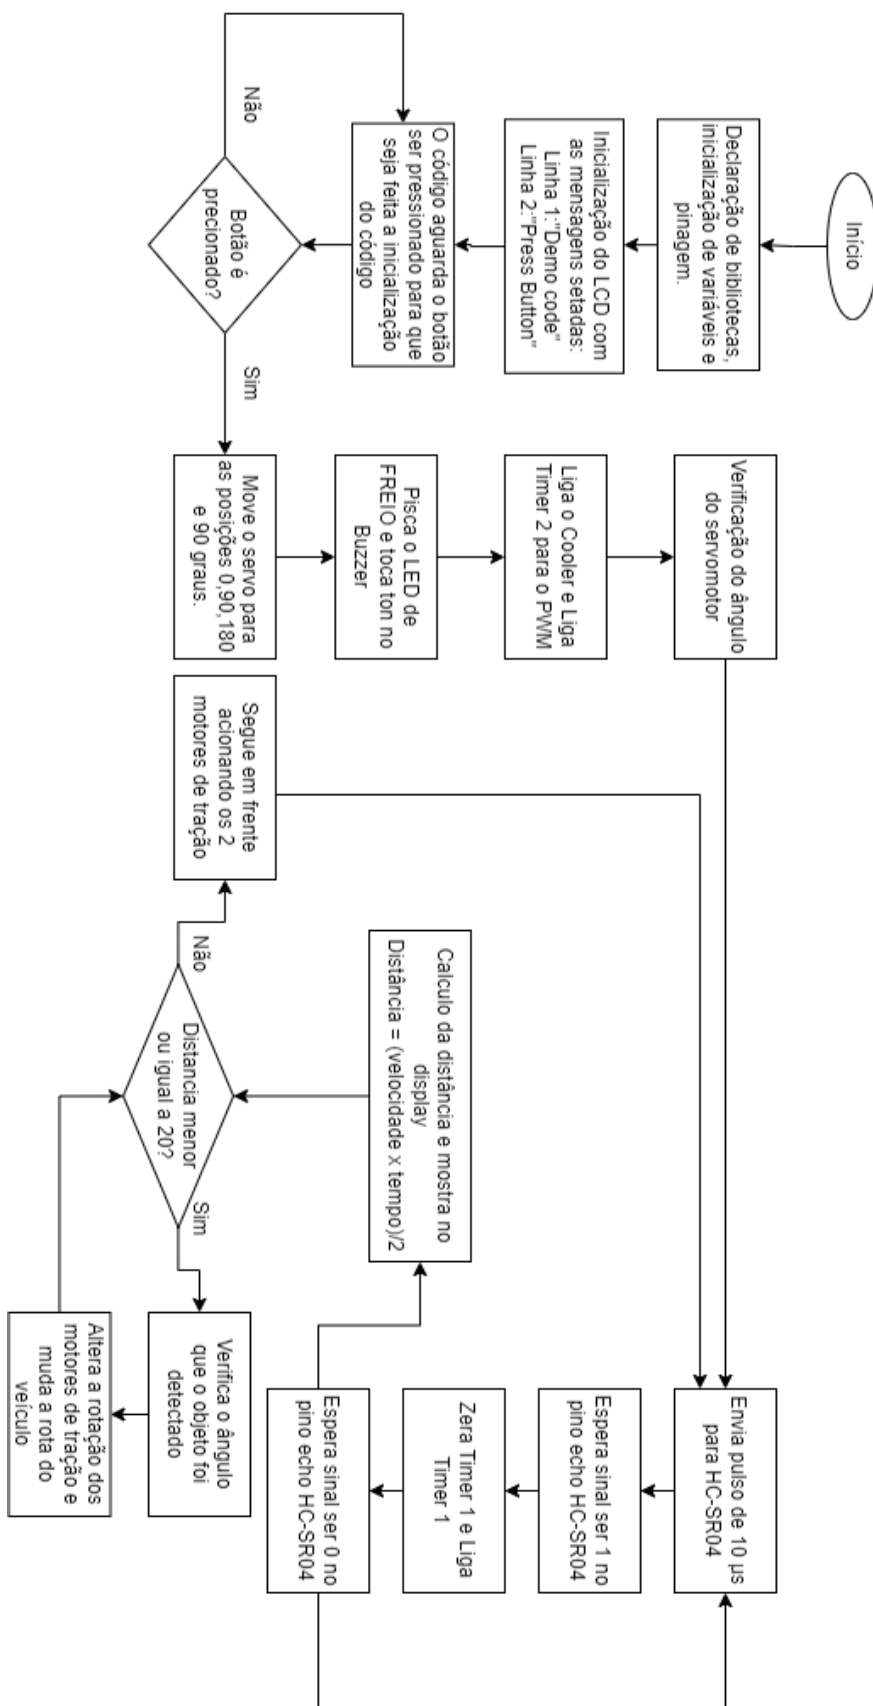 Início
Declaração de bibliotecas,
inicialização de variáveis e
pinagem.
Inicialização do LCD com
as mensagens setadas:
Linha 1:"Demo code"
Linha 2:"Press Button"
O código aguarda o botão
ser pressionado para que
seja feita a inicialização
do código
Botão é
precionado?
Não
Sim
Move o servo para
as posições 0,90,180
e 90 graus.
Pisca o LED de
FREIO e toca ton no
Buzzer
Liga o Cooler e Liga
Timer 2 para o PWM
Verificação do ângulo
do servomotor
Envia pulso de 10 µs
para HC-SR04
Espera sinal ser 1 no
pino echo HC-SR04
Zera Timer 1 e Liga
Timer 1
Espera sinal ser 0 no
pino echo HC-SR04
Calculo da distância e mostra no
display
Distância = (velocidade x tempo)/2
Distancia menor
ou igual a 20?
Não
Sim
Segue em frente
acionando os 2
motores de tração
Verifica o ângulo
que o objeto foi
detectado
Altera a rotação dos
motores de tração e
muda a rota do
veículo